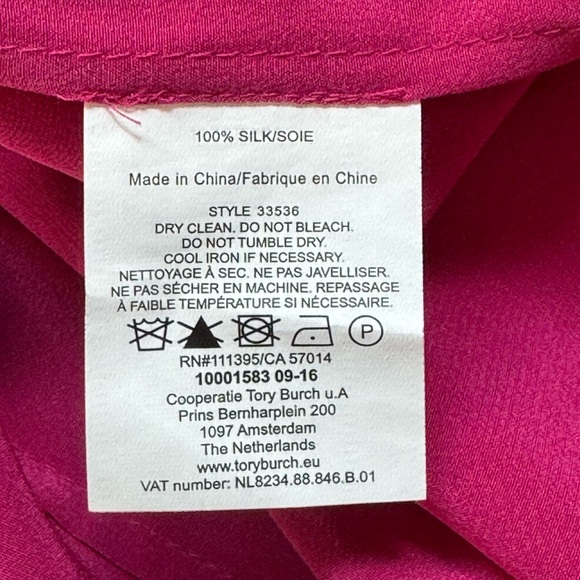 100% SILK/SOIE
Made in China/Fabrique en Chine
STYLE 33536
DRY CLEAN. DO NOT BLEACH.
DO NOT TUMBLE DRY.
COOL IRON IF NECESSARY.
NETTOYAGE À SEC. NE PAS JAVELLISER.
NE PAS SÉCHER EN MACHINE. REPASSAGE
À FAIBLE TEMPÉRATURE SI NÉCESSAIRE.
P
RN#111395/CA 57014
10001583 09-16
Cooperatie Tory Burch u.A
Prins Bernharplein 200
1097 Amsterdam
The Netherlands
www.toryburch.eu
VAT number: NL8234.88.846.B.01